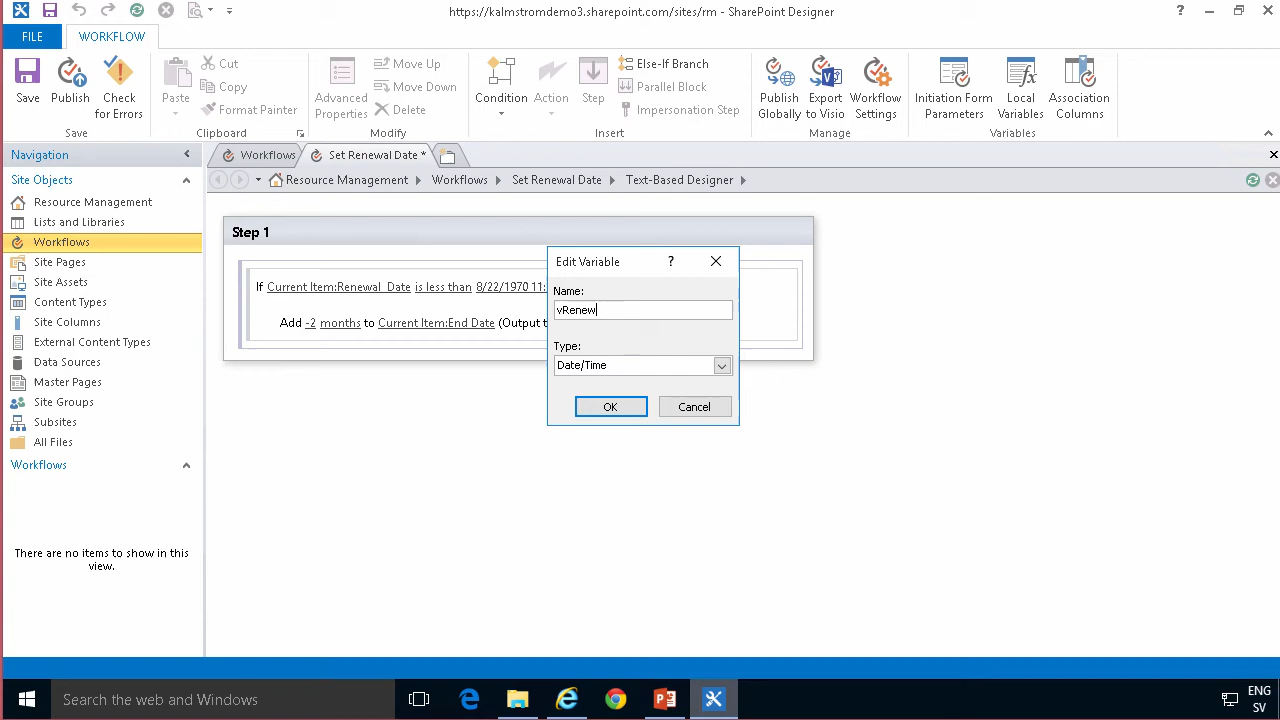 https://kalmstromdemo3.sharepoint.com/sites/rm - SharePoint Designer
FILE
WORKFLOW
Save
Publish
Check for Errors
Save
Paste
Cut
Copy
Format Painter
Clipboard
Advanced Properties
Move Up
Move Down
Delete
Modify
Condition
Action
Step
Else-If Branch
Parallel Block
Impersonation Step
Insert
Publish Globally
Export to Visio
Workflow Settings
Manage
Initiation Form Parameters
Local Variables
Association Columns
Variables
Navigation
Site Objects
Resource Management
Lists and Libraries
Workflows
Site Pages
Site Assets
Content Types
Site Columns
External Content Types
Data Sources
Master Pages
Site Groups
Subsites
All Files
Workflows
There are no items to show in this
view.
Workflows
Set Renewal Date *
Resource Management
Workflows
Set Renewal Date
Text-Based Designer
Step 1
If Current Item:Renewal_Date is less than 8/22/1970 11:
Add -2 months to Current Item:End Date (Output t
Edit Variable
?
Name:
vRenew
Type:
Date/Time
OK
Cancel
Search the web and Windows
ENG
SV